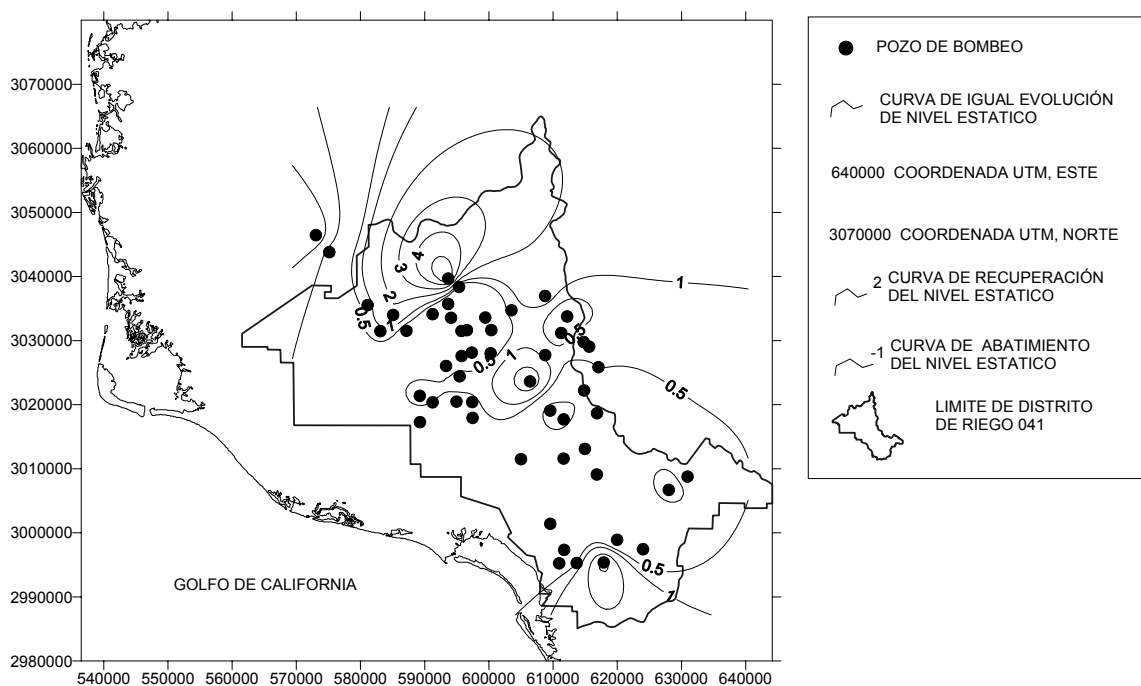 3070000
3060000
3050000
3040000
3030000
3020000
3010000
3000000
2990000
2980000
540000 550000 560000 570000 580000 590000 600000 610000 620000 630000 640000
4
3
2
1
0.5
1
0.5
0.5
1
0.5
0.5
1
GOLFO DE CALIFORNIA
POZO DE BOMBEO
CURVA DE IGUAL EVOLUCIÓN
DE NIVEL ESTATICO
640000 COORDENADA UTM, ESTE
3070000 COORDENADA UTM, NORTE
2 CURVA DE RECUPERACIÓN
DEL NIVEL ESTATICO
-1 CURVA DE ABATIMIENTO
DEL NIVEL ESTATICO
LIMITE DE DISTRITO
DE RIEGO 041